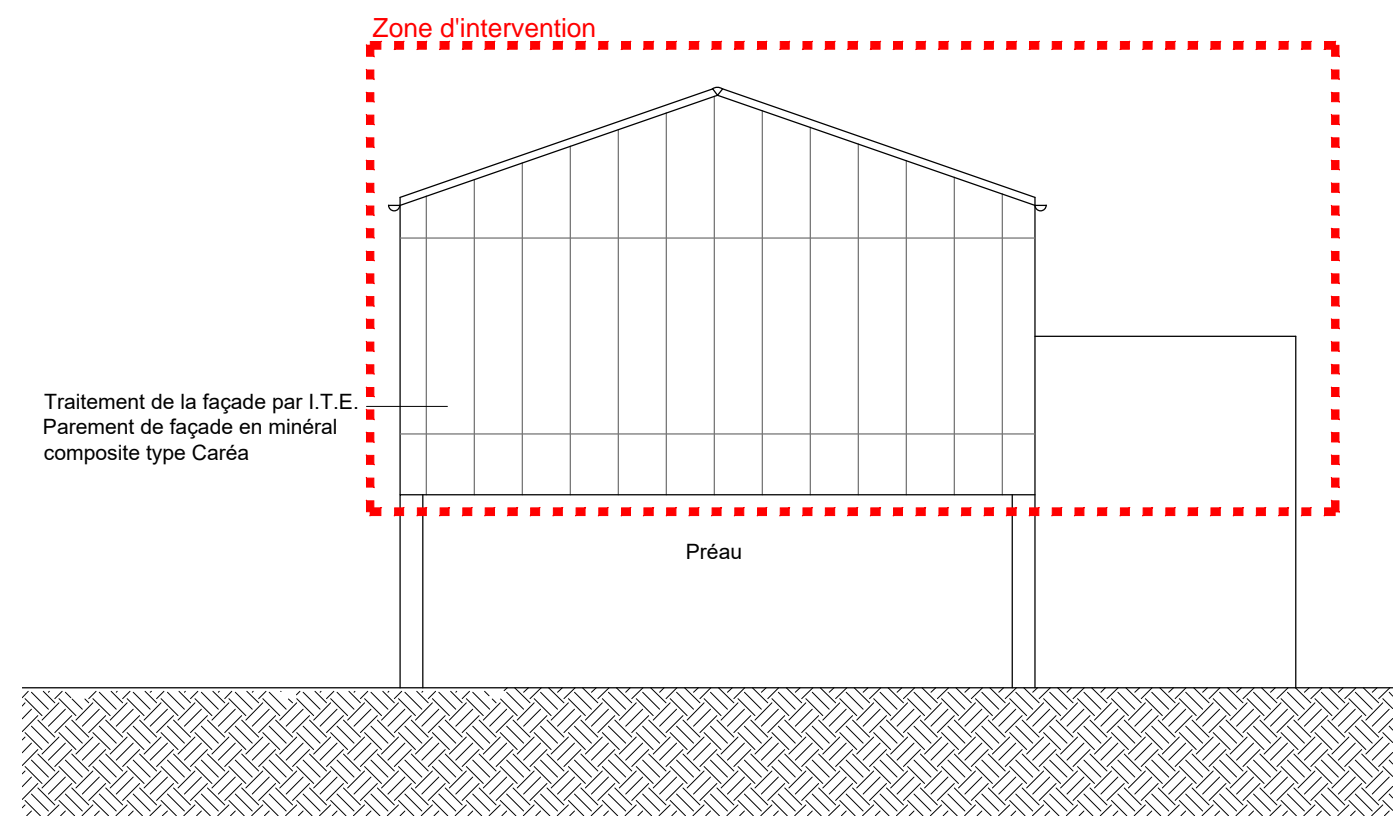 Zone d'intervention
Traitement de la façade par I.T.E.
Parement de façade en minéral
composite type Caréa
Préau